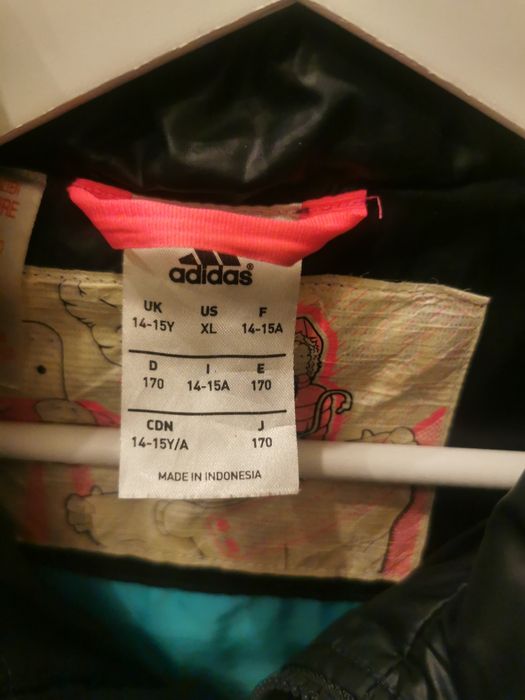 adidas®
UK US F
14-15Y XL 14-15A
D I E
170 14-15A 170
CDN J
14-15Y/A 170
MADE IN INDONESIA